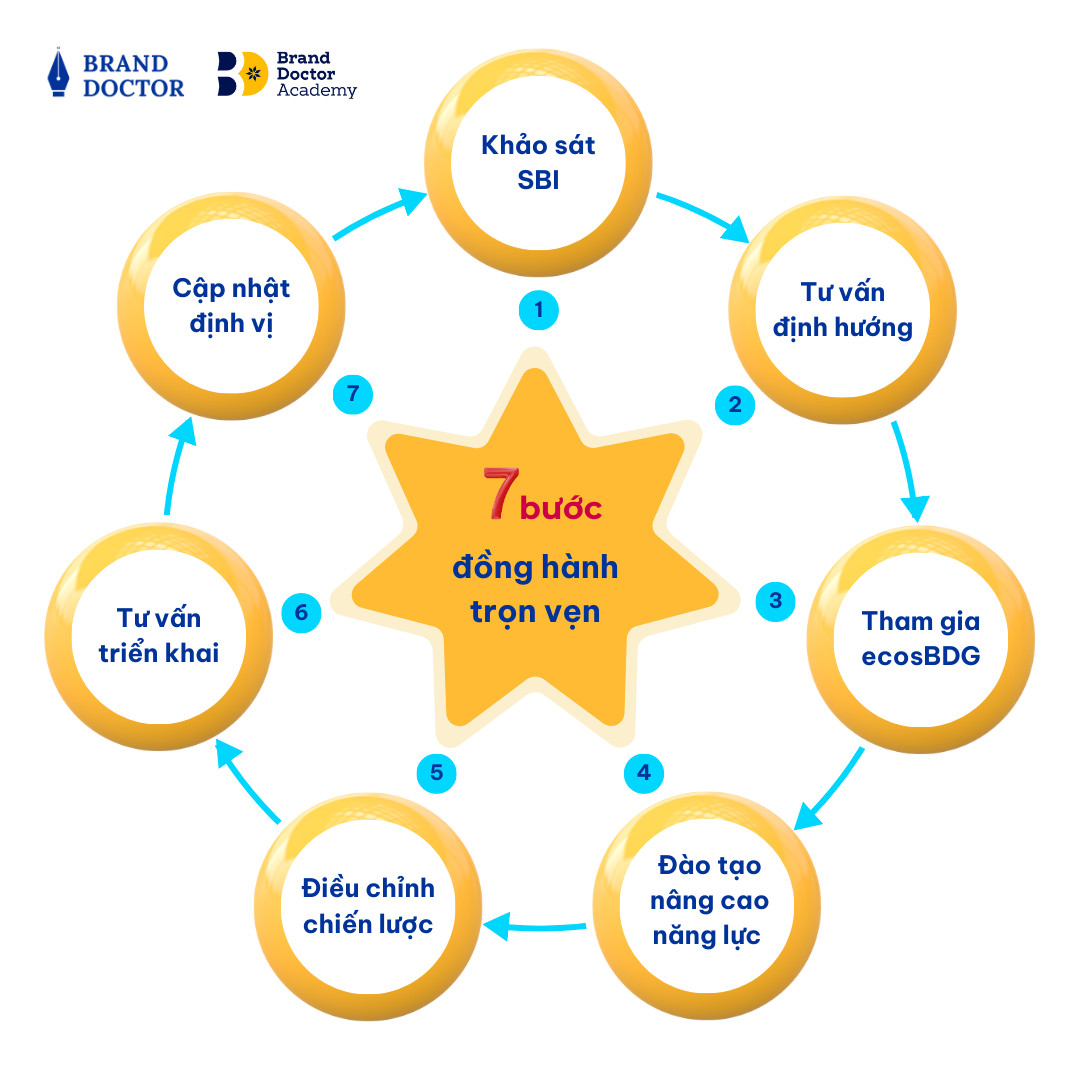 BRAND
DOCTOR
Brand
Doctor
Academy
Khảo sát
SBI
1
Tư vấn
định hướng
2
Tham gia
ecosBDG
3
Đào tạo
nâng cao
năng lực
4
Điều chỉnh
chiến lược
5
Tư vấn
triển khai
6
Cập nhật
định vị
7
7 bước
đồng hành
trọn vẹn